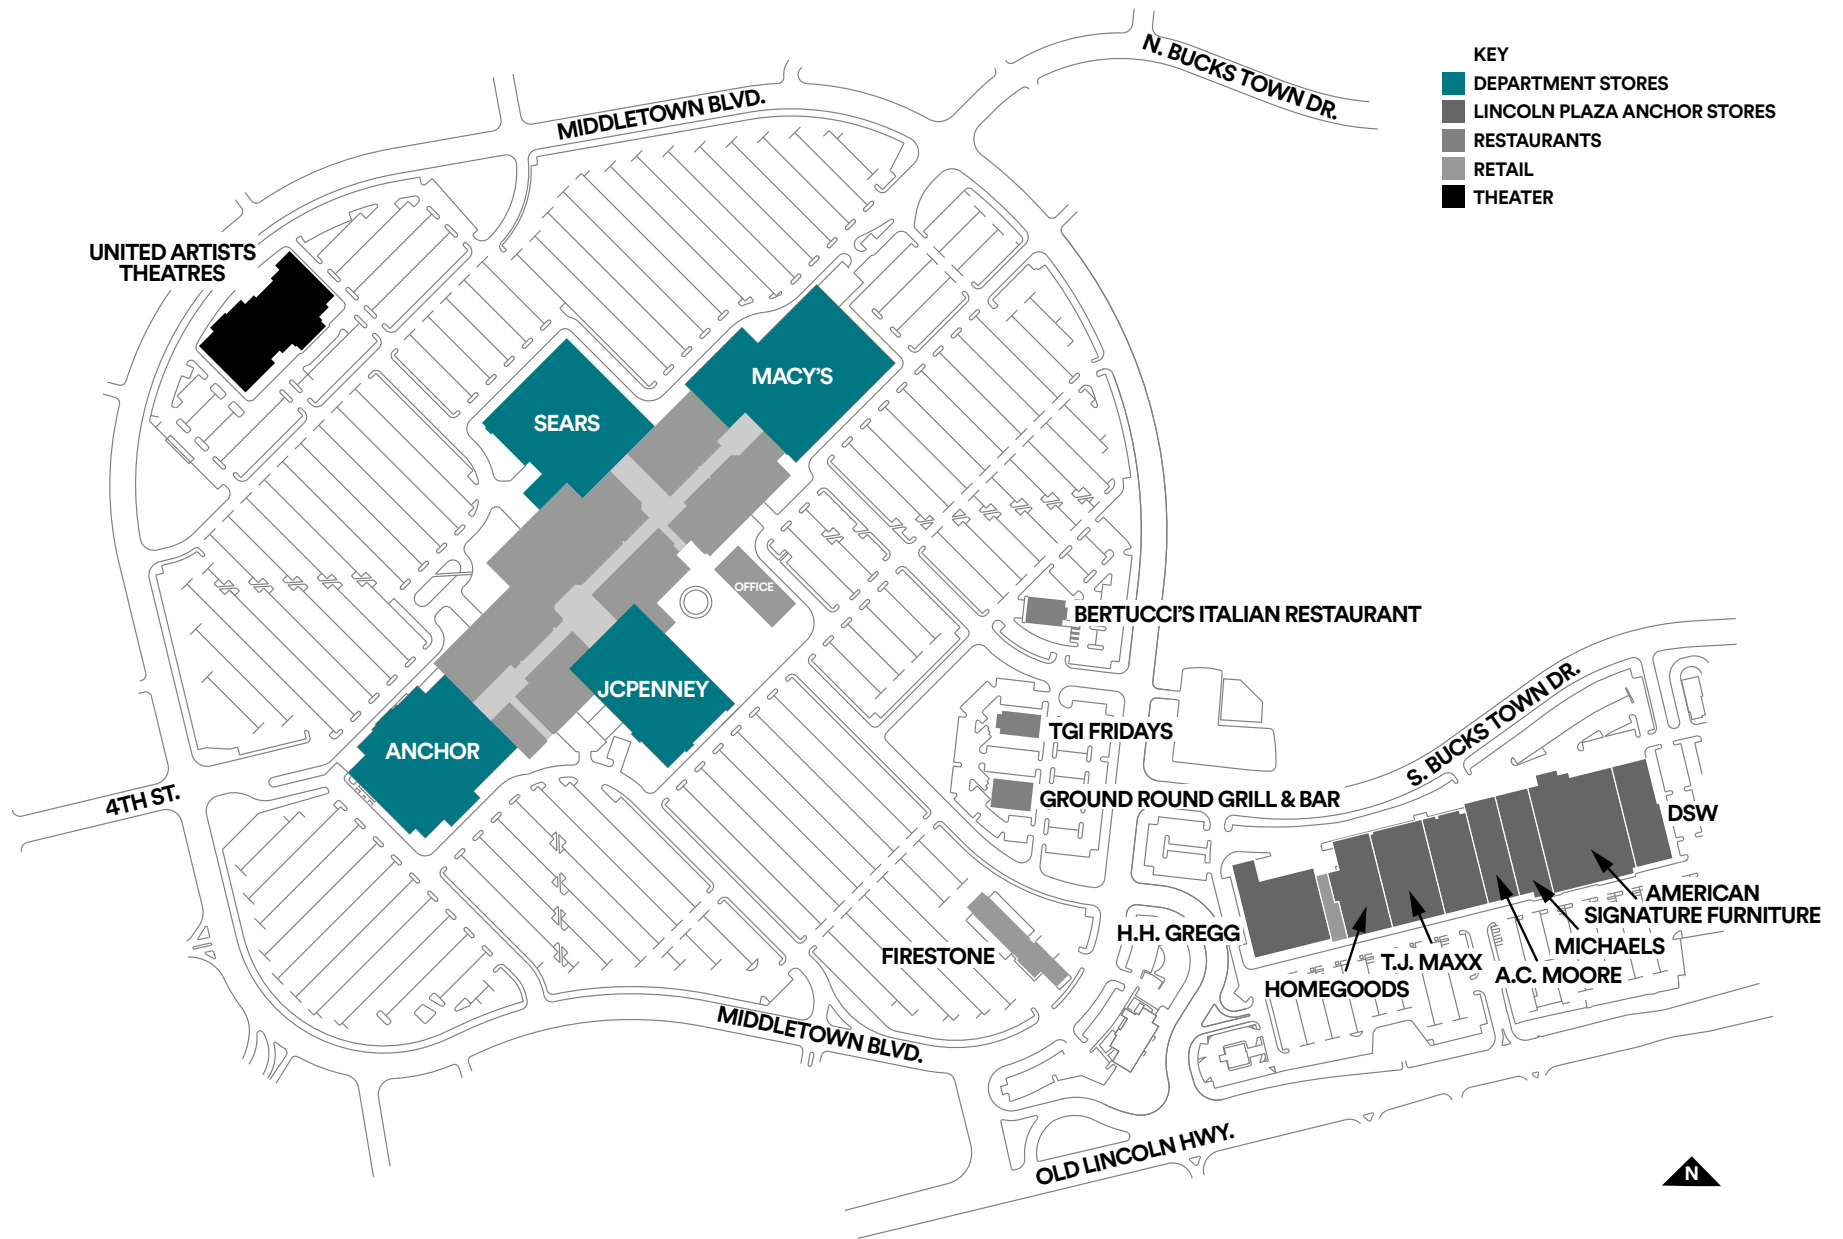 N. BUCKS TOWN DR.
KEY
DEPARTMENT STORES
LINCOLN PLAZA ANCHOR STORES
RESTAURANTS
RETAIL
THEATER
MIDDLETOWN BLVD.
UNITED ARTISTS
THEATRES
MACY'S
SEARS
OFFICE
BERTUCCI'S ITALIAN RESTAURANT
JCPENNEY
S. BUCKS TOWN DR.
TGI FRIDAYS
ANCHOR
4TH ST.
GROUND ROUND GRILL & BAR
DSW
AMERICAN
SIGNATURE FURNITURE
H.H. GREGG
MICHAELS
FIRESTONE
T.J. MAXX
A.C. MOORE
HOMEGOODS
MIDDLETOWN BLVD.
OLD LINCOLN HWY.
N